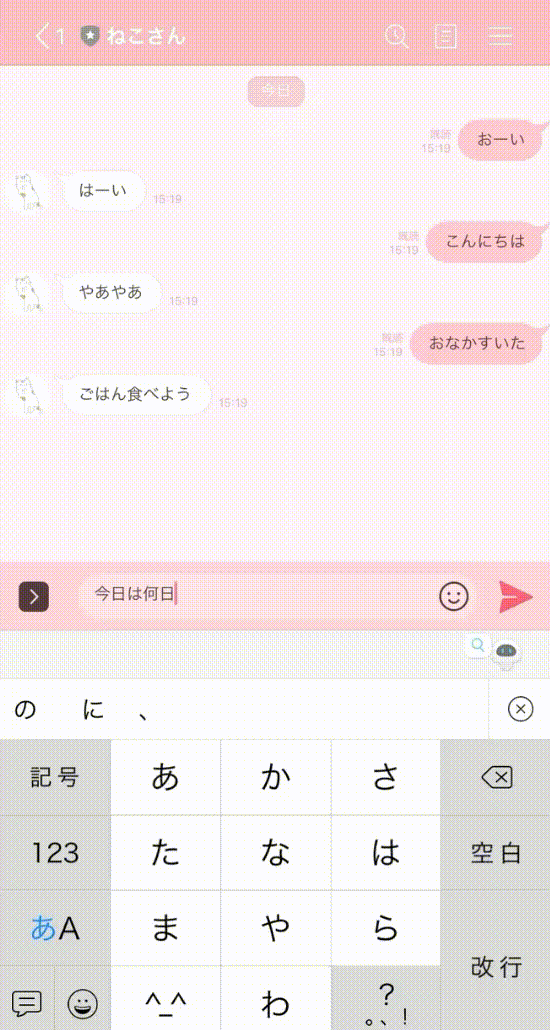 1 ねこさん
今日
既読
15:19 おーい
はーい 15:19
既読
15:19 こんにちは
やあやあ 15:19
既読
15:19 おなかすいた
ごはん食べよう 15:19
今日は何日
の に 、
記号 あ か さ
123 た な は 空白
あA ま や ら
改行
^_^ わ ?
。、!